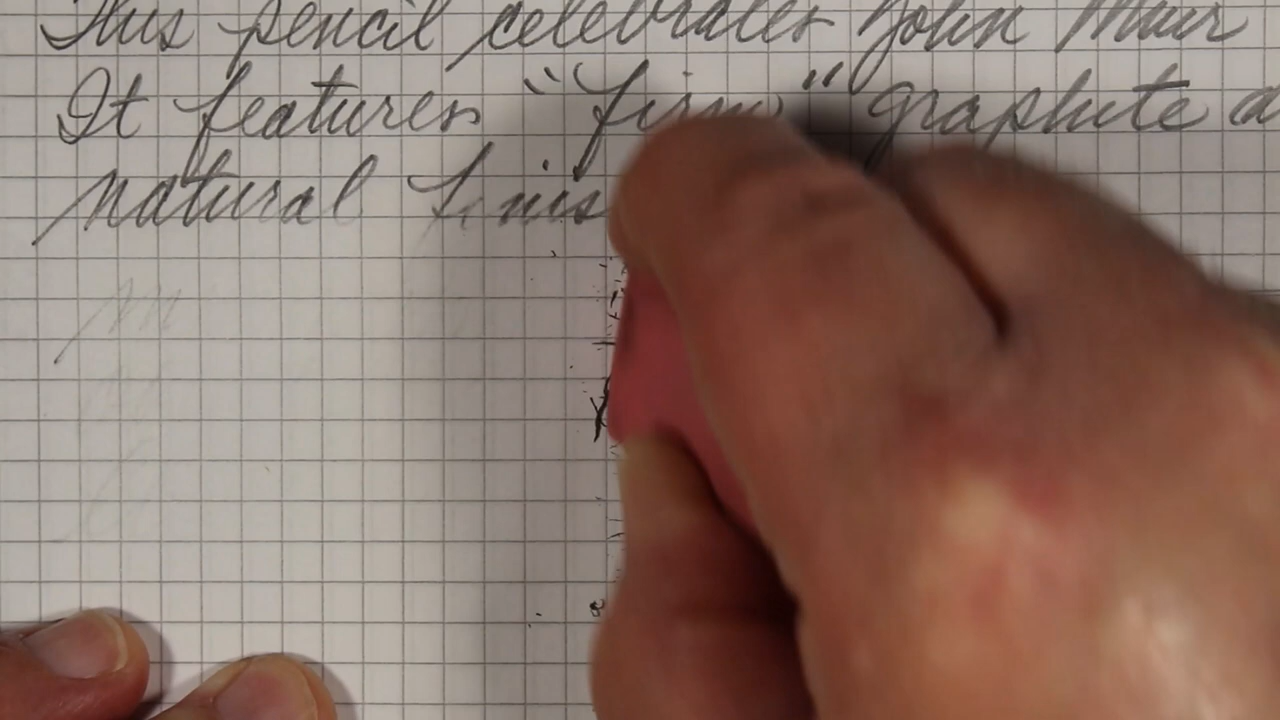 This pencil celebrates John Muir
It features "firm" graphite a
natural finis